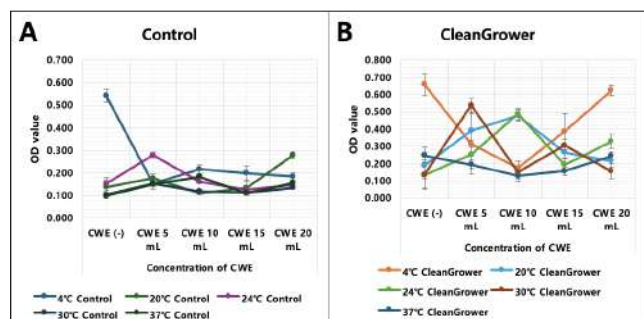 A
Control
0.700
0.600
0.500
0.400
0.300
0.200
0.100
0.000
OD value
CWE (-) CWE 5 mL CWE 10 mL CWE 15 mL CWE 20 mL
Concentration of CWE
4℃ Control 20℃ Control 24℃ Control
30℃ Control 37℃ Control
B
CleanGrower
0.800
0.700
0.600
0.500
0.400
0.300
0.200
0.100
0.000
OD value
CWE (-) CWE 5 mL CWE 10 mL CWE 15 mL CWE 20 mL
Concentration of CWE
4℃ CleanGrower 20℃ CleanGrower
24℃ CleanGrower 30℃ CleanGrower
37℃ CleanGrower